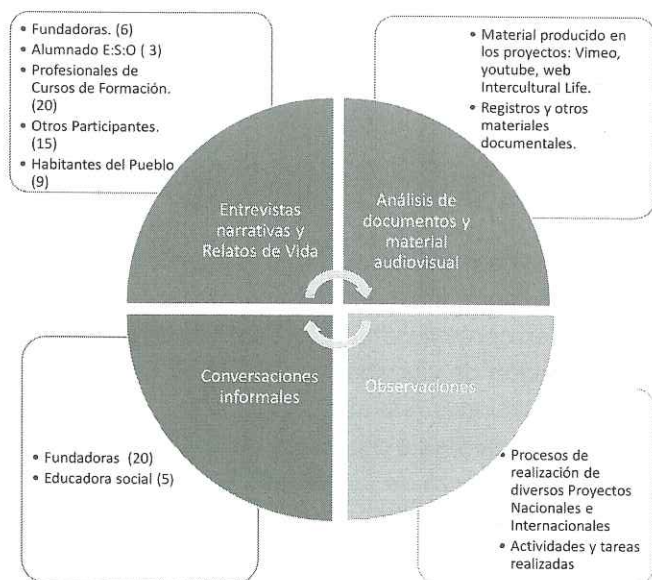 • Fundadoras. (6)
• Alumnado E:S:O ( 3)
• Profesionales de
Cursos de Formación.
(20)
• Otros Participantes.
(15)
• Habitantes del Pueblo
(9)
• Material producido en
los proyectos: Vimeo,
youtube, web
Intercultural Life.
• Registros y otros
materiales
documentales.
Entrevistas
narrativas y
Relatos de Vida
Análisis de
documentos y
material
audiovisual
Conversaciones
informales
Observaciones
• Fundadoras (20)
• Educadora social (5)
• Procesos de
realización de
diversos Proyectos
Nacionales e
Internacionales
• Actividades y tareas
realizadas